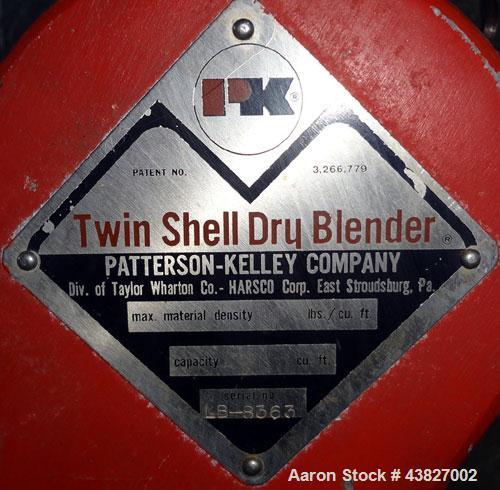 PK®
PATENT NO. 3,266,779
Twin Shell Dry Blender®
PATTERSON-KELLEY COMPANY
Div. of Taylor Wharton Co.- HARSCO Corp. East Stroudsburg, Pa.
max. material density lbs./cu. ft.
capacity cu. ft.
serial no
LB-8363
Aaron Stock # 43827002